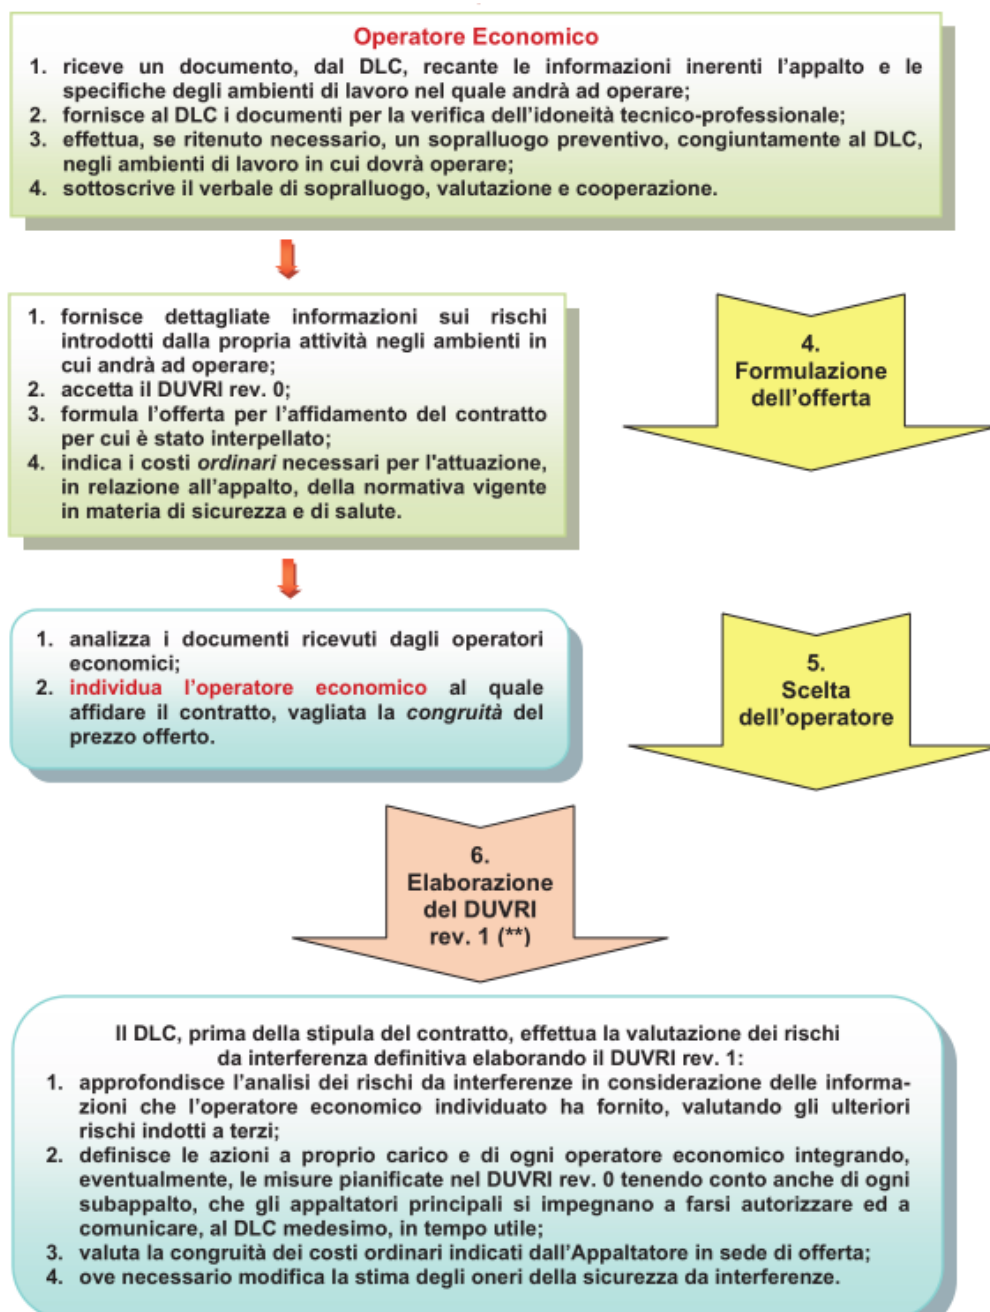 Operatore Economico
1. riceve un documento, dal DLC, recante le informazioni inerenti l'appalto e le
specifiche degli ambienti di lavoro nel quale andrà ad operare;
2. fornisce al DLC i documenti per la verifica dell'idoneità tecnico-professionale;
3. effettua, se ritenuto necessario, un sopralluogo preventivo, congiuntamente al DLC,
negli ambienti di lavoro in cui dovrà operare;
4. sottoscrive il verbale di sopralluogo, valutazione e cooperazione.
1. fornisce dettagliate informazioni sui rischi
introdotti dalla propria attività negli ambienti in
cui andrà ad operare;
2. accetta il DUVRI rev. 0;
3. formula l'offerta per l'affidamento del contratto
per cui è stato interpellato;
4. indica i costi ordinari necessari per l'attuazione,
in relazione all'appalto, della normativa vigente
in materia di sicurezza e di salute.
4.
Formulazione
dell'offerta
1. analizza i documenti ricevuti dagli operatori
economici;
2. individua l'operatore economico al quale
affidare il contratto, vagliata la congruità del
prezzo offerto.
5.
Scelta
dell'operatore
6.
Elaborazione
del DUVRI
rev. 1 (**)
Il DLC, prima della stipula del contratto, effettua la valutazione dei rischi
da interferenza definitiva elaborando il DUVRI rev. 1:
1. approfondisce l'analisi dei rischi da interferenze in considerazione delle informa-
zioni che l'operatore economico individuato ha fornito, valutando gli ulteriori
rischi indotti a terzi;
2. definisce le azioni a proprio carico e di ogni operatore economico integrando,
eventualmente, le misure pianificate nel DUVRI rev. 0 tenendo conto anche di ogni
subappalto, che gli appaltatori principali si impegnano a farsi autorizzare ed a
comunicare, al DLC medesimo, in tempo utile;
3. valuta la congruità dei costi ordinari indicati dall'Appaltatore in sede di offerta;
4. ove necessario modifica la stima degli oneri della sicurezza da interferenze.